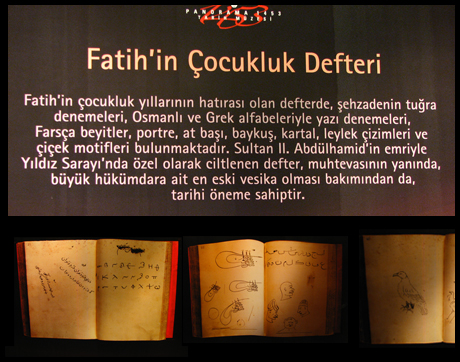 PANORAMA 1453
TARİH MÜZESİ
Fatih'in Çocukluk Defteri
Fatih'in çocukluk yıllarının hatırası olan defterde, şehzadenin tuğra
denemeleri, Osmanlı ve Grek alfabeleriyle yazı denemeleri,
Farsça beyitler, portre, at başı, baykuş, kartal, leylek çizimleri ve
çiçek motifleri bulunmaktadır. Sultan II. Abdülhamid'in emriyle
Yıldız Sarayı'nda özel olarak ciltlenen defter, muhtevasının yanında,
büyük hükümdara ait en eski vesika olması bakımından da,
tarihi öneme sahiptir.